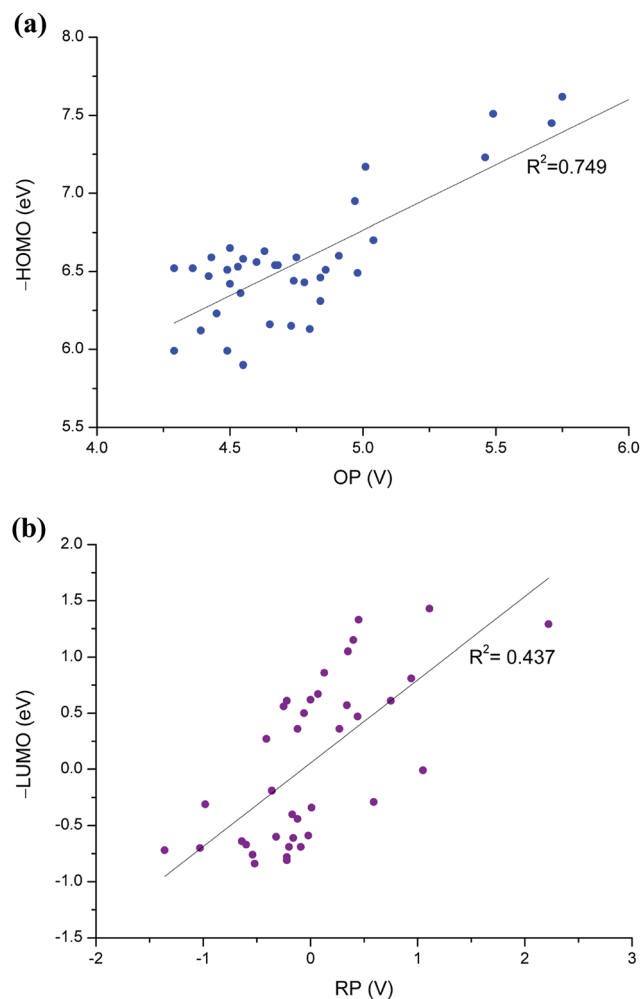 (a)
8.0
7.5
7.0
6.5
6.0
5.5
−HOMO (eV)
R²=0.749
4.0 4.5 5.0 5.5 6.0
OP (V)
(b)
2.0
1.5
1.0
0.5
0.0
-0.5
-1.0
-1.5
−LUMO (eV)
R²= 0.437
-2 -1 0 1 2 3
RP (V)